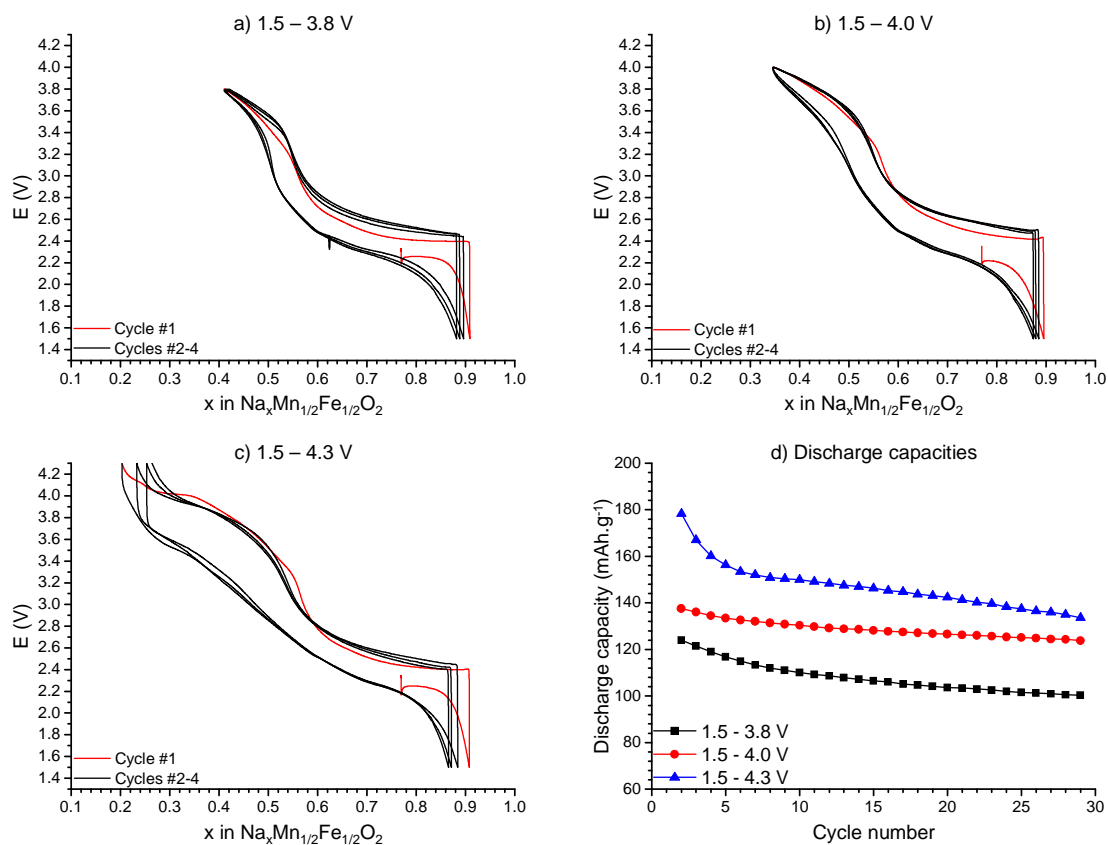 a) 1.5 – 3.8 V
4.2
4.0
3.8
3.6
3.4
3.2
3.0
2.8
2.6
2.4
2.2
2.0
1.8
1.6
1.4
E (V)
Cycle #1
Cycles #2-4
0.1 0.2 0.3 0.4 0.5 0.6 0.7 0.8 0.9 1.0
x in NaₓMn₁/₂Fe₁/₂O₂
b) 1.5 – 4.0 V
4.2
4.0
3.8
3.6
3.4
3.2
3.0
2.8
2.6
2.4
2.2
2.0
1.8
1.6
1.4
E (V)
Cycle #1
Cycles #2-4
0.1 0.2 0.3 0.4 0.5 0.6 0.7 0.8 0.9 1.0
x in NaₓMn₁/₂Fe₁/₂O₂
c) 1.5 – 4.3 V
4.2
4.0
3.8
3.6
3.4
3.2
3.0
2.8
2.6
2.4
2.2
2.0
1.8
1.6
1.4
E (V)
Cycle #1
Cycles #2-4
0.1 0.2 0.3 0.4 0.5 0.6 0.7 0.8 0.9 1.0
x in NaₓMn₁/₂Fe₁/₂O₂
d) Discharge capacities
200
180
160
140
120
100
80
60
Discharge capacity (mAh.g⁻¹)
1.5 - 3.8 V
1.5 - 4.0 V
1.5 - 4.3 V
0 5 10 15 20 25 30
Cycle number